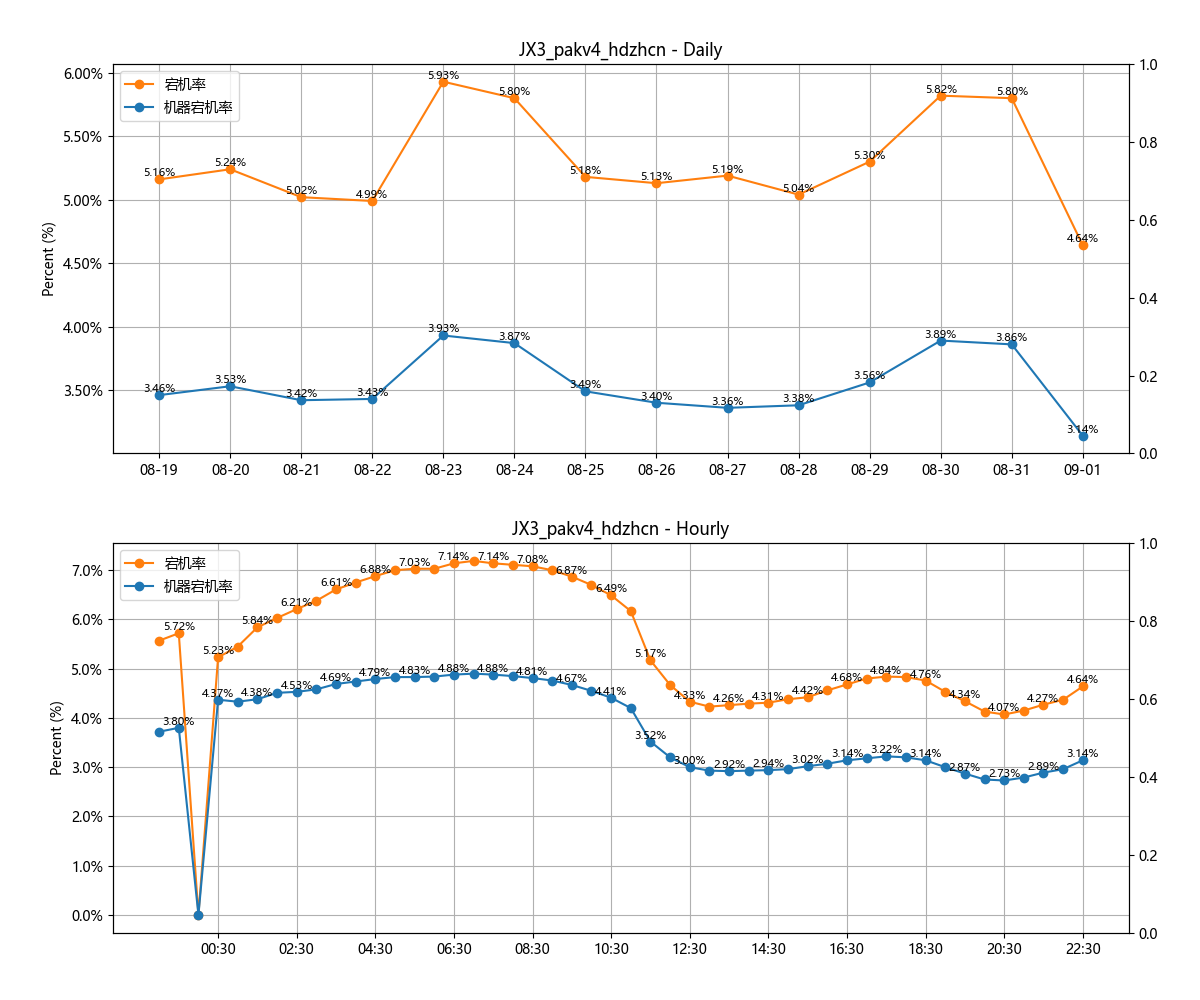 JX3_pakv4_hdzhcn - Daily
宕机率
机器宕机率
Percent (%)
6.00%
5.50%
5.00%
4.50%
4.00%
3.50%
1.0
0.8
0.6
0.4
0.2
0.0
5.16% 5.24% 5.02% 4.99% 5.93% 5.80% 5.18% 5.13% 5.19% 5.04% 5.30% 5.82% 5.80% 4.64%
3.46% 3.53% 3.42% 3.43% 3.93% 3.87% 3.49% 3.40% 3.36% 3.38% 3.56% 3.89% 3.86% 3.14%
08-19 08-20 08-21 08-22 08-23 08-24 08-25 08-26 08-27 08-28 08-29 08-30 08-31 09-01
JX3_pakv4_hdzhcn - Hourly
宕机率
机器宕机率
Percent (%)
7.0%
6.0%
5.0%
4.0%
3.0%
2.0%
1.0%
0.0%
1.0
0.8
0.6
0.4
0.2
0.0
5.72% 5.23% 5.84% 6.21% 6.61% 6.88% 7.03% 7.14% 7.14% 7.08% 6.87% 6.49% 5.17% 4.33% 4.26% 4.31% 4.42% 4.68% 4.84% 4.76% 4.34% 4.07% 4.27% 4.64%
3.80% 4.37% 4.38% 4.53% 4.69% 4.79% 4.83% 4.88% 4.88% 4.81% 4.67% 4.41% 3.52% 3.00% 2.92% 2.94% 3.02% 3.14% 3.22% 3.14% 2.87% 2.73% 2.89% 3.14%
00:30 02:30 04:30 06:30 08:30 10:30 12:30 14:30 16:30 18:30 20:30 22:30